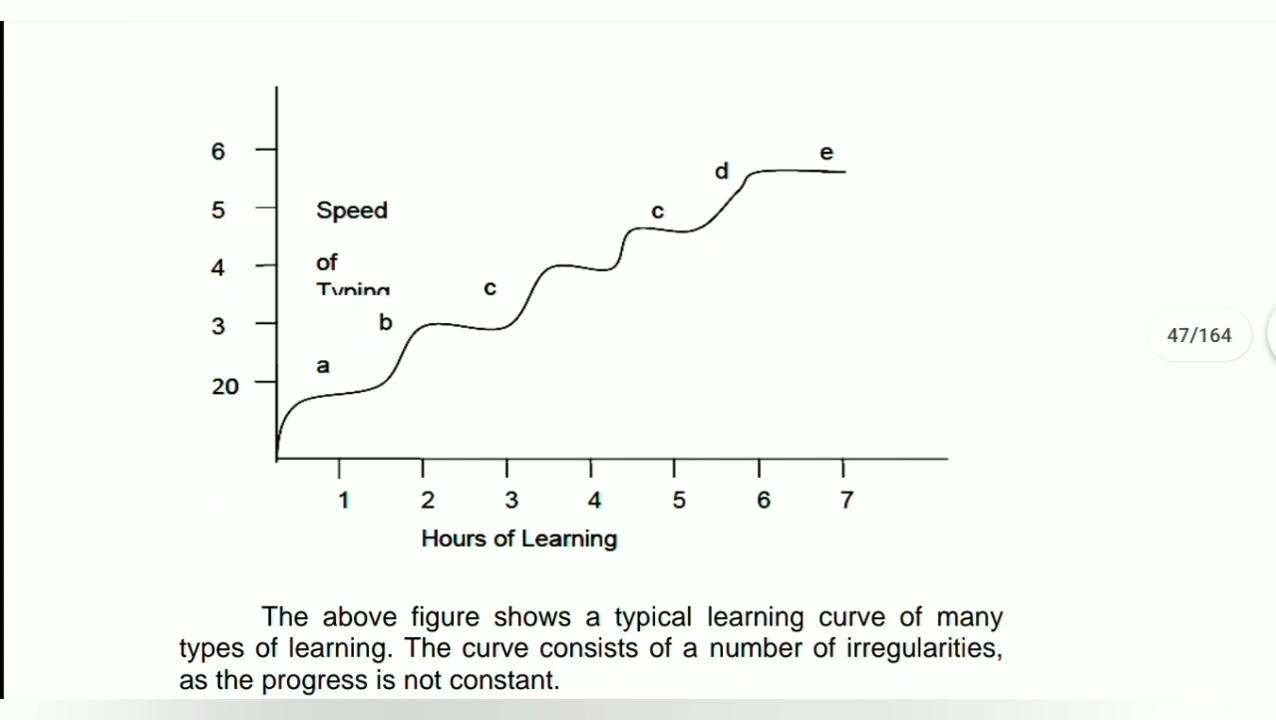 6
e
d
5
Speed
c
4
of
Typing
c
3
b
a
20
1 2 3 4 5 6 7
Hours of Learning
47/164
The above figure shows a typical learning curve of many
types of learning. The curve consists of a number of irregularities,
as the progress is not constant.